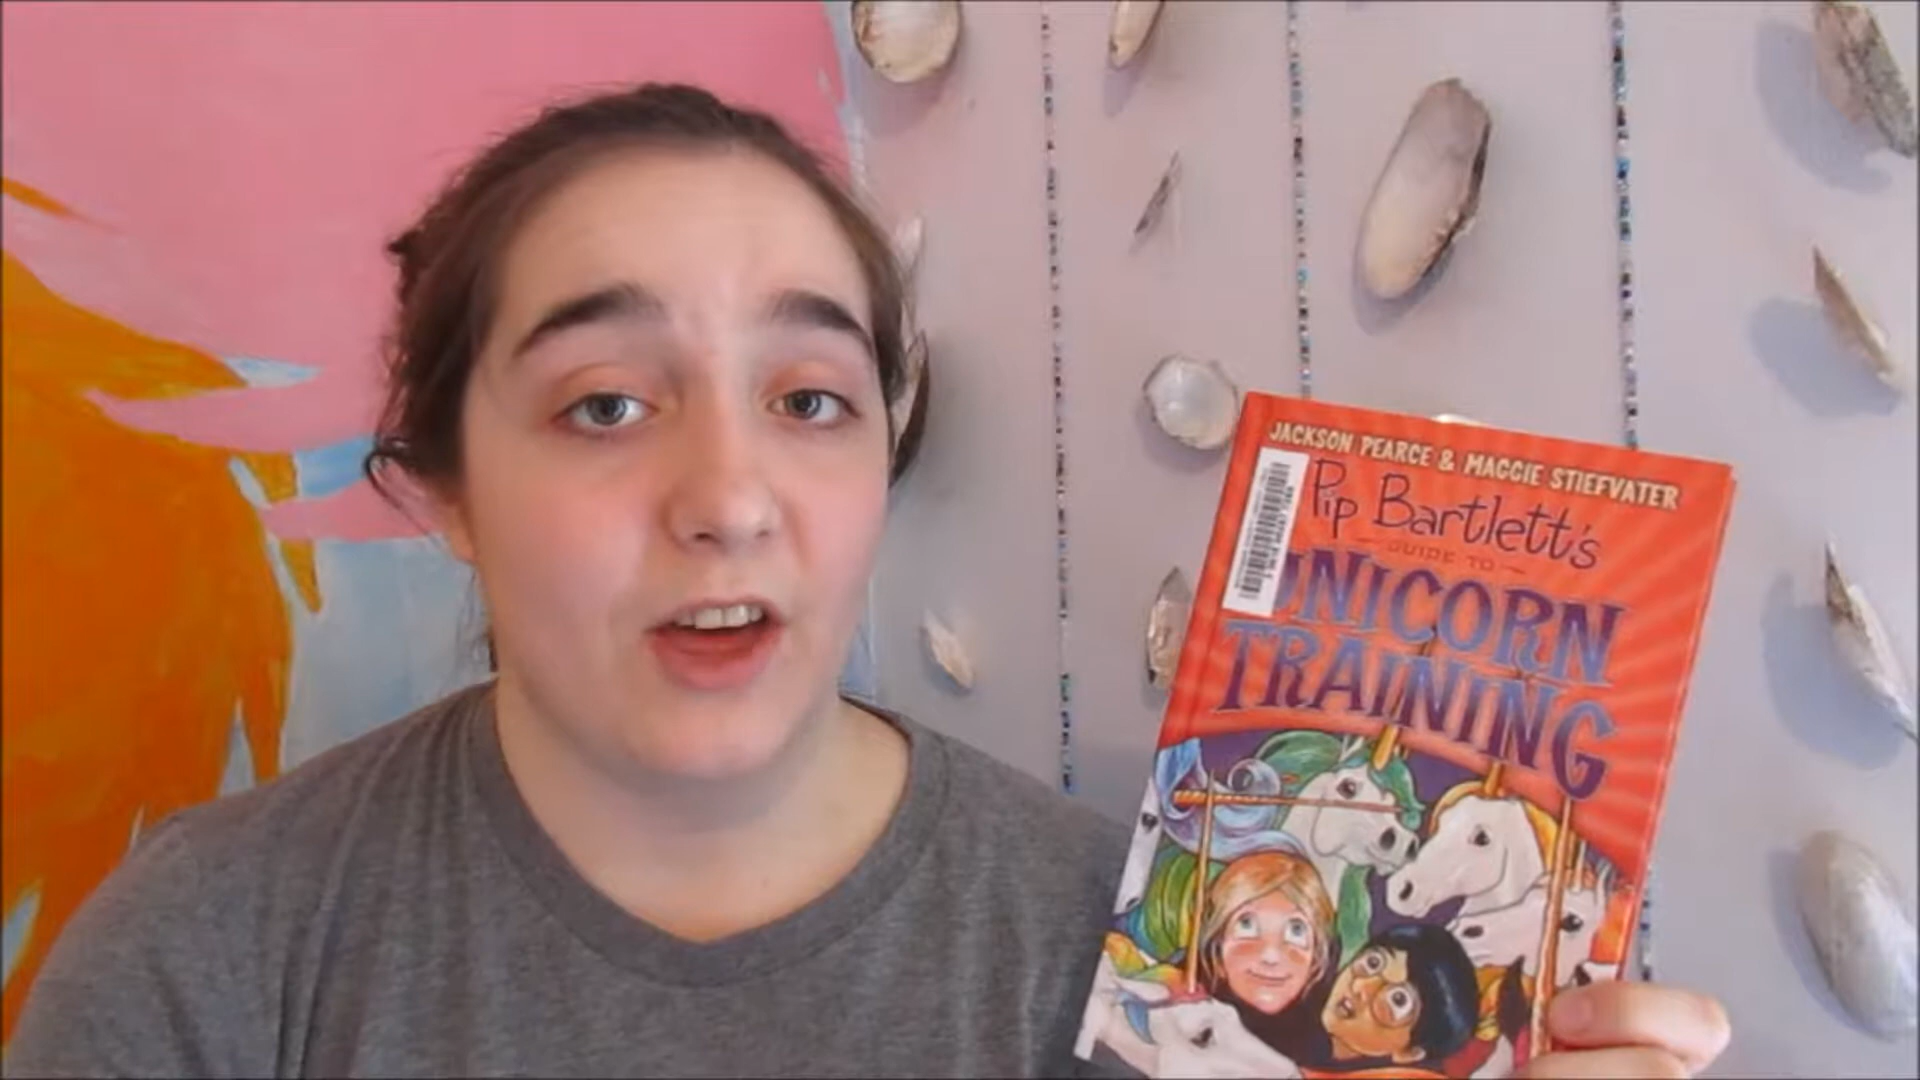 JACKSON PEARCE & MAGGIE STIEFVATER
Pip Bartlett's
GUIDE TO
UNICORN
TRAINING